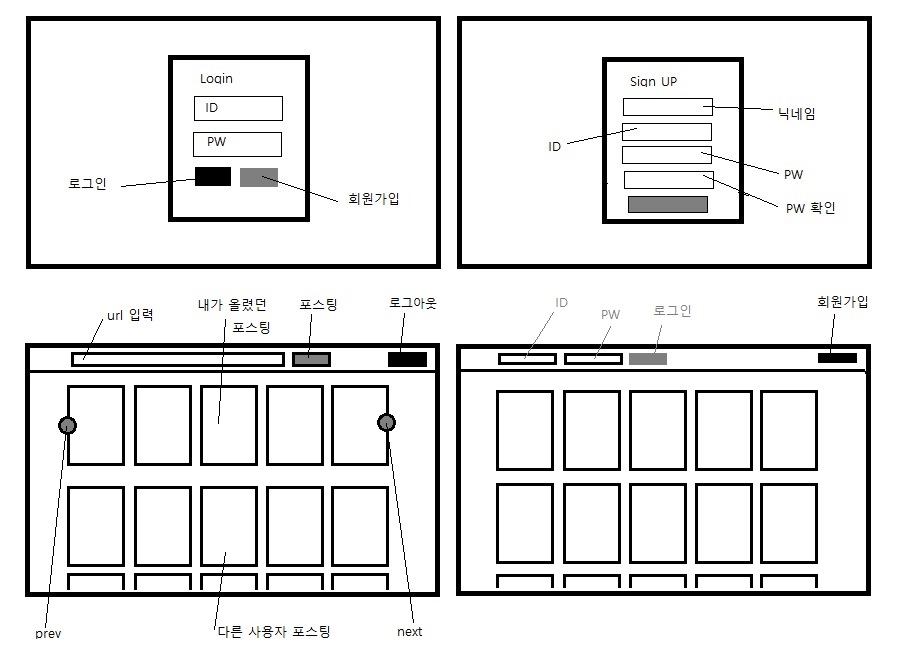 Login
ID
PW
로그인
회원가입
Sign UP
닉네임
ID
PW
PW 확인
url 입력
내가 올렸던
포스팅
포스팅
로그아웃
prev
다른 사용자 포스팅
next
ID
PW
로그인
회원가입